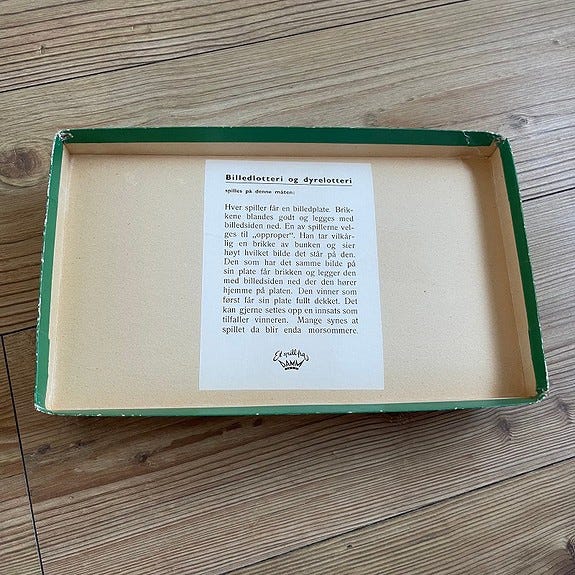 Billedlotteri og dyrelotteri
spilles på denne måten:
Hver spiller får en billedplate. Brik-
kene blandes godt og legges med
billedsiden ned. En av spillerne vel-
ges til „opproper“. Han tar vilkår-
lig en brikke av bunken og sier
høyt hvilket bilde det står på den.
Den som har det samme bilde på
sin plate får brikken og legger den
med billedsiden ned der den hører
hjemme på platen. Den vinner som
først får sin plate fullt dekket. Det
kan gjerne settes opp en innsats som
tilfaller vinneren. Mange synes at
spillet da blir enda morsommere.
Et spill fra
DAMM